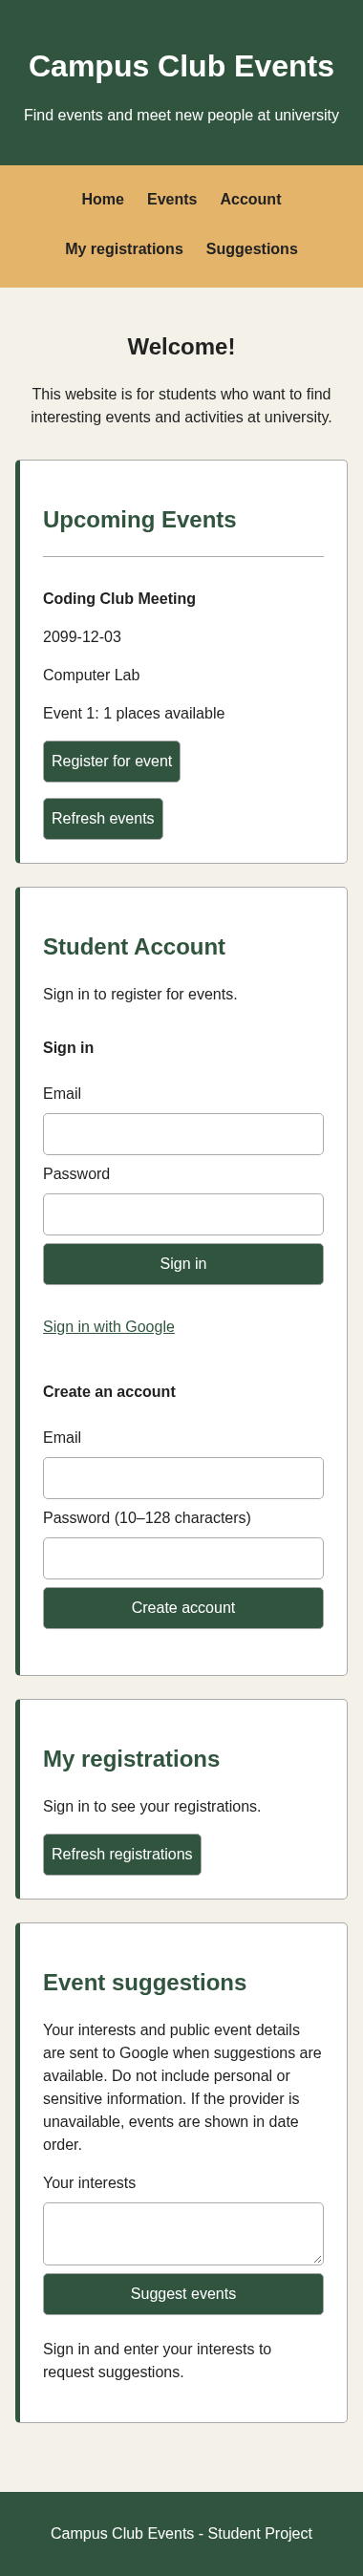 Campus Club Events
Find events and meet new people at university
Home Events Account
My registrations Suggestions
Welcome!
This website is for students who want to find
interesting events and activities at university.
Upcoming Events
Coding Club Meeting
2099-12-03
Computer Lab
Event 1: 1 places available
Register for event
Refresh events
Student Account
Sign in to register for events.
Sign in
Email
Password
Sign in
Sign in with Google
Create an account
Email
Password (10–128 characters)
Create account
My registrations
Sign in to see your registrations.
Refresh registrations
Event suggestions
Your interests and public event details
are sent to Google when suggestions are
available. Do not include personal or
sensitive information. If the provider is
unavailable, events are shown in date
order.
Your interests
Suggest events
Sign in and enter your interests to
request suggestions.
Campus Club Events - Student Project